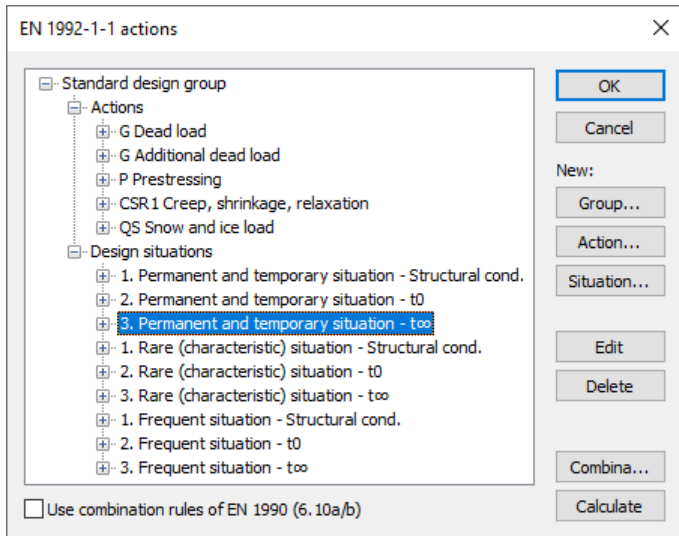 EN 1992-1-1 actions
Standard design group
Actions
G Dead load
G Additional dead load
P Prestressing
CSR1 Creep, shrinkage, relaxation
QS Snow and ice load
Design situations
1. Permanent and temporary situation - Structural cond.
2. Permanent and temporary situation - t0
3. Permanent and temporary situation - t∞
1. Rare (characteristic) situation - Structural cond.
2. Rare (characteristic) situation - t0
3. Rare (characteristic) situation - t∞
1. Frequent situation - Structural cond.
2. Frequent situation - t0
3. Frequent situation - t∞
Use combination rules of EN 1990 (6.10a/b)
OK
Cancel
New:
Group...
Action...
Situation...
Edit
Delete
Combina...
Calculate